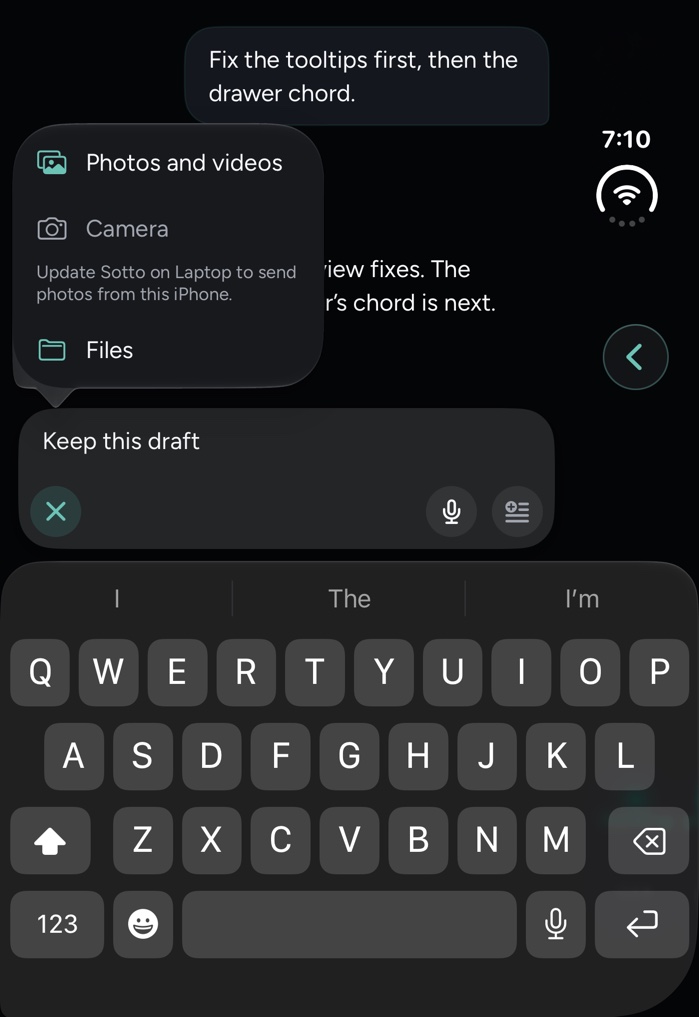 Fix the tooltips first, then the
drawer chord.
7:10
Photos and videos
Camera
Update Sotto on Laptop to send
photos from this iPhone.
fixes. The
chord is next.
Files
Keep this draft
I
The
I’m
Q W E R T Y U I O P
A S D F G H J K L
Z X C V B N M
123